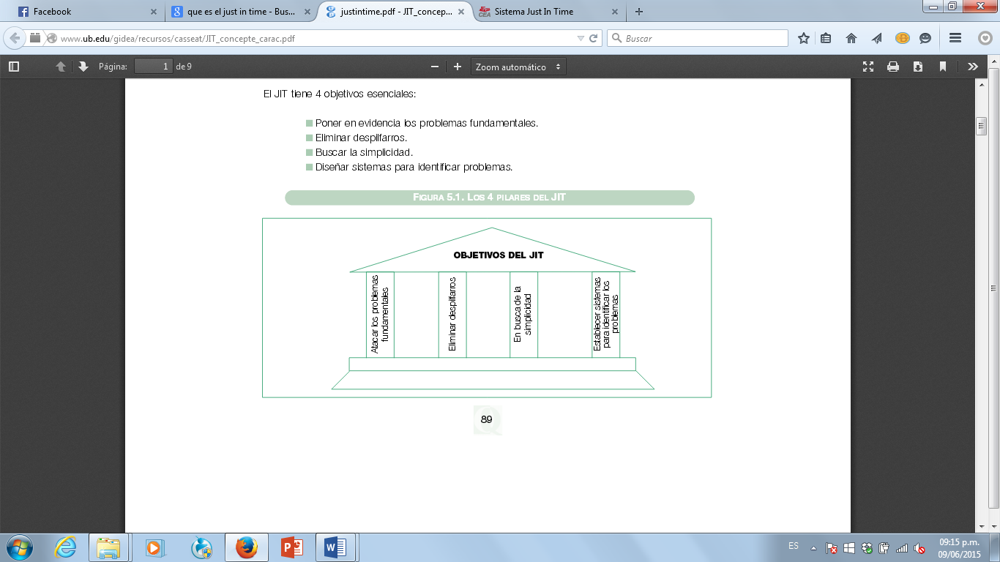 Facebook
que es el just in time - Bus...
justintime.pdf - JIT_concep...
CEA
Sistema Just In Time
www.ub.edu/gidea/recursos/casseat/JIT_concepte_carac.pdf
Buscar
Página: 1 de 9
Zoom automático
El JIT tiene 4 objetivos esenciales:
Poner en evidencia los problemas fundamentales.
Eliminar despilfarros.
Buscar la simplicidad.
Diseñar sistemas para identificar problemas.
FIGURA 5.1. LOS 4 PILARES DEL JIT
OBJETIVOS DEL JIT
Atacar los problemas
fundamentales
Eliminar despilfarros
En busca de la
simplicidad
Establecer sistemas
para identificar los
problemas
89
ES
09:15 p.m.
09/06/2015